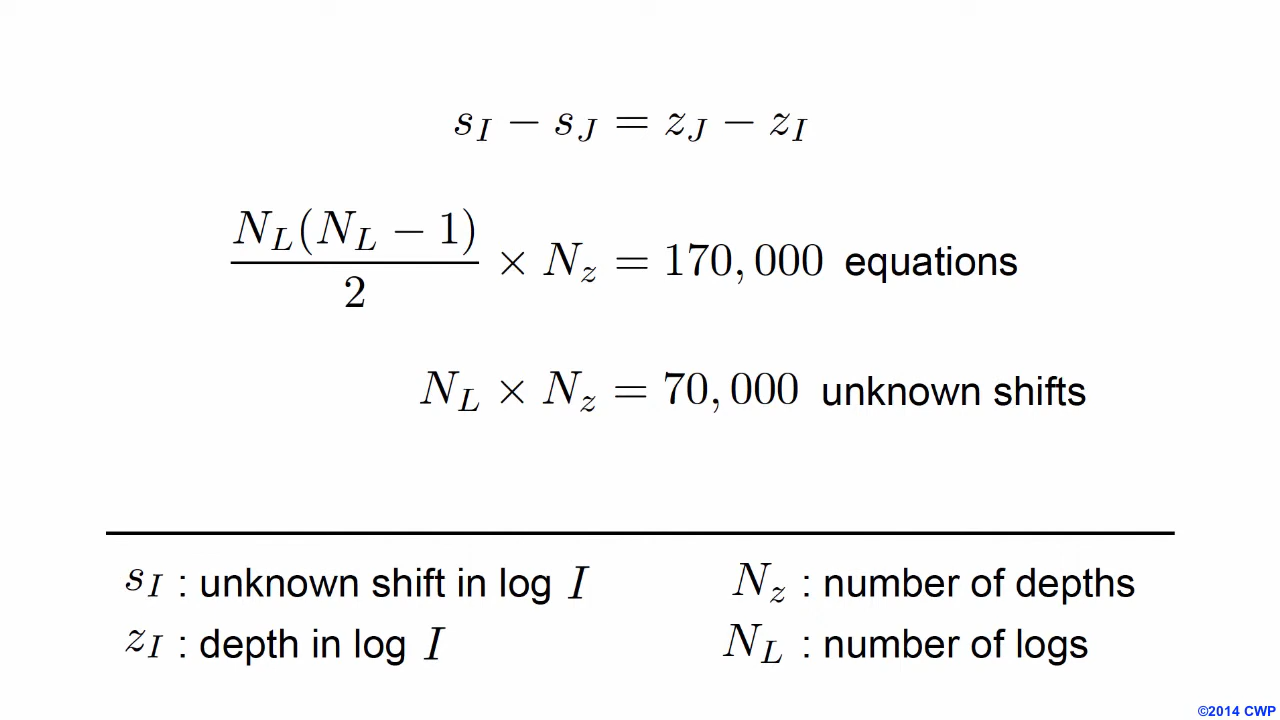 s_I − s_J = z_J − z_I
\frac{N_L(N_L − 1)}{2} × N_z = 170,000 equations
N_L × N_z = 70,000 unknown shifts
s_I : unknown shift in log I
z_I : depth in log I
N_z : number of depths
N_L : number of logs
©2014 CWP